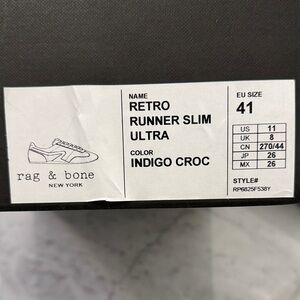 rag & bone
NEW YORK
NAME
RETRO
RUNNER SLIM
ULTRA
COLOR
INDIGO CROC
EU SIZE
41
US 11
UK 8
CN 270/44
JP 26
MX 26
STYLE#
RP6825F538Y